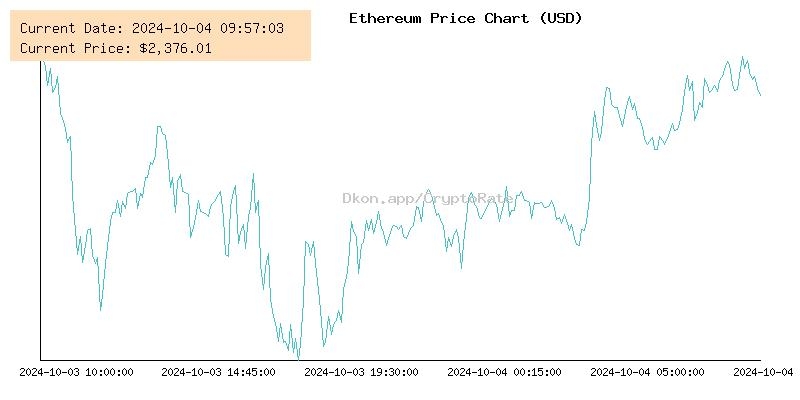 Ethereum Price Chart (USD)
Current Date: 2024-10-04 09:57:03
Current Price: $2,376.01
Dkon.app/CryptoRate
2024-10-03 10:00:00
2024-10-03 14:45:00
2024-10-03 19:30:00
2024-10-04 00:15:00
2024-10-04 05:00:00
2024-10-04